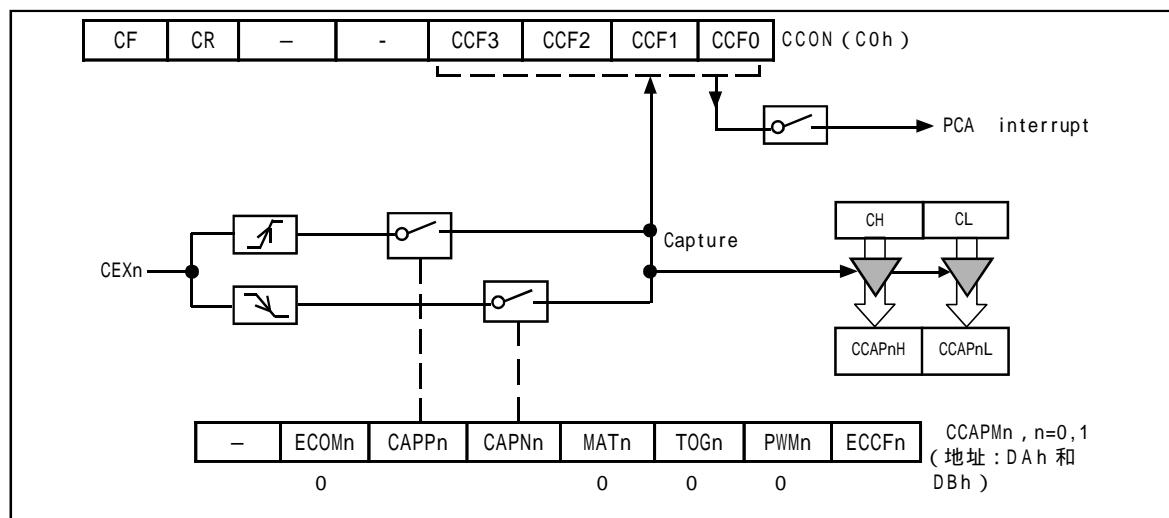 CF CR – - CCF3 CCF2 CCF1 CCF0 CCON (C0h)
PCA interrupt
CH CL
Capture
CEXn
CCAPnH CCAPnL
– ECOMn CAPPn CAPNn MATn TOGn PWMn ECCFn
CCAPMn,n=0,1
(地址:DAh 和
DBh)
0 0 0 0